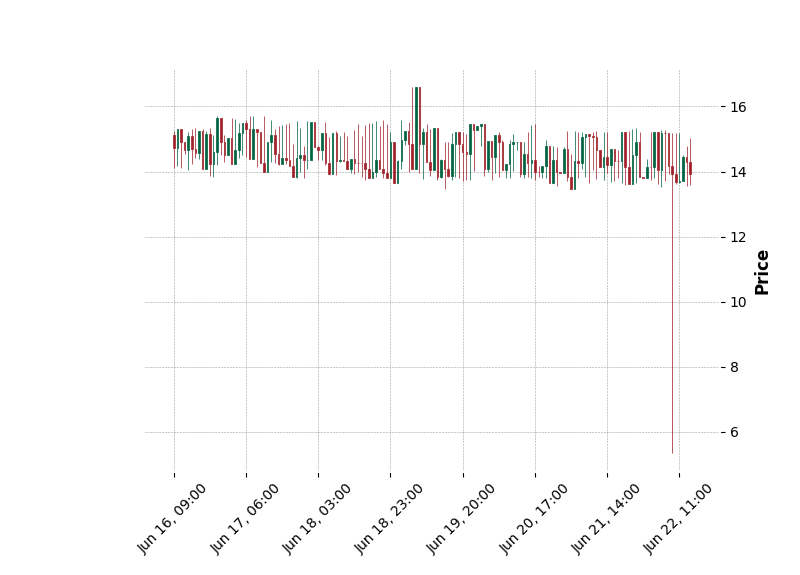 16
14
12
10
8
6
Price
Jun 16, 09:00
Jun 17, 06:00
Jun 18, 03:00
Jun 18, 23:00
Jun 19, 20:00
Jun 20, 17:00
Jun 21, 14:00
Jun 22, 11:00